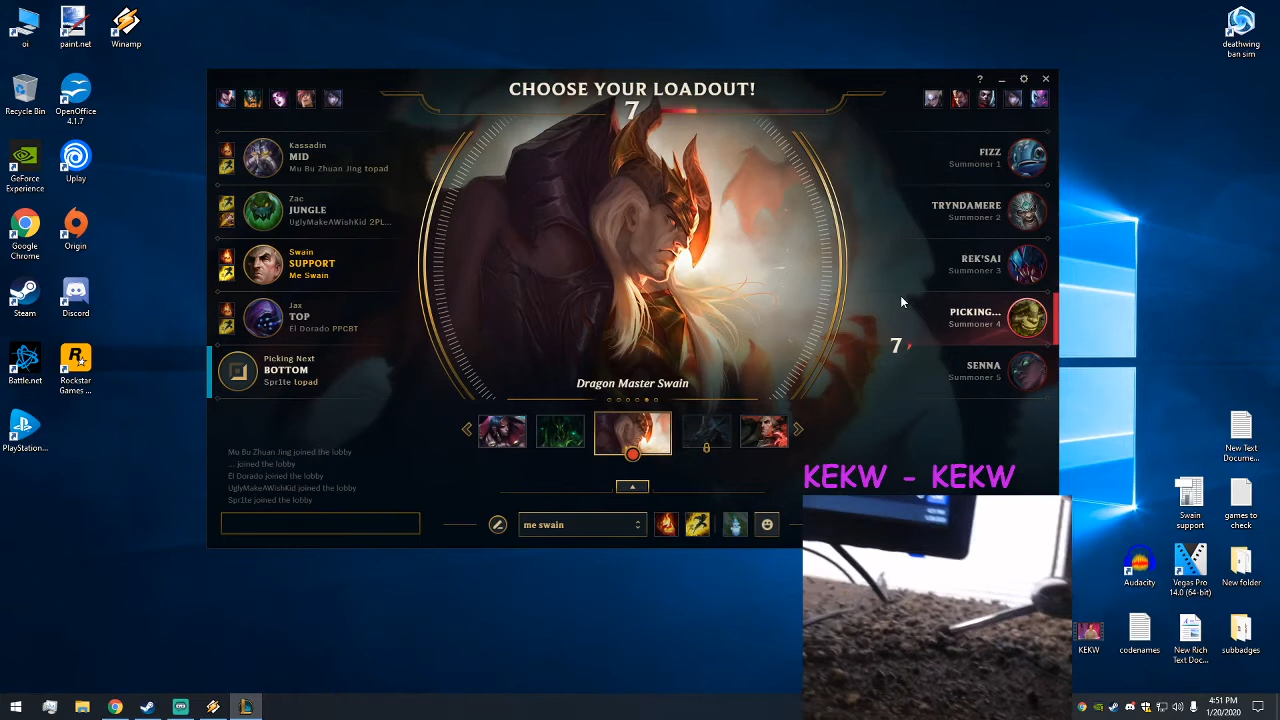 oi
paint.net
Winamp
deathwing
ban sim
Recycle Bin
OpenOffice
4.1.7
GeForce
Experience
Uplay
Google
Chrome
Origin
Steam
Discord
Battle.net
Rockstar
Games ...
PlayStation...
CHOOSE YOUR LOADOUT!
7
?
Kassadin
MID
Mu Bu Zhuan Jing topad
Zac
JUNGLE
UglyMakeAWishKid 2PL...
Swain
SUPPORT
Me Swain
Jax
TOP
El Dorado PPCBT
Picking Next
BOTTOM
Spr1te topad
FIZZ
Summoner 1
TRYNDAMERE
Summoner 2
REK'SAI
Summoner 3
PICKING...
Summoner 4
7
SENNA
Summoner 5
Dragon Master Swain
Mu Bu Zhuan Jing joined the lobby
... joined the lobby
El Dorado joined the lobby
UglyMakeAWishKid joined the lobby
Spr1te joined the lobby
me swain
KEKW - KEKW
New Text
Docume...
Swain
support
games to
check
Audacity
Vegas Pro
14.0 (64-bit)
New folder
KEKW
codenames
New Rich
Text Doc...
subbadges
4:51 PM
1/20/2020